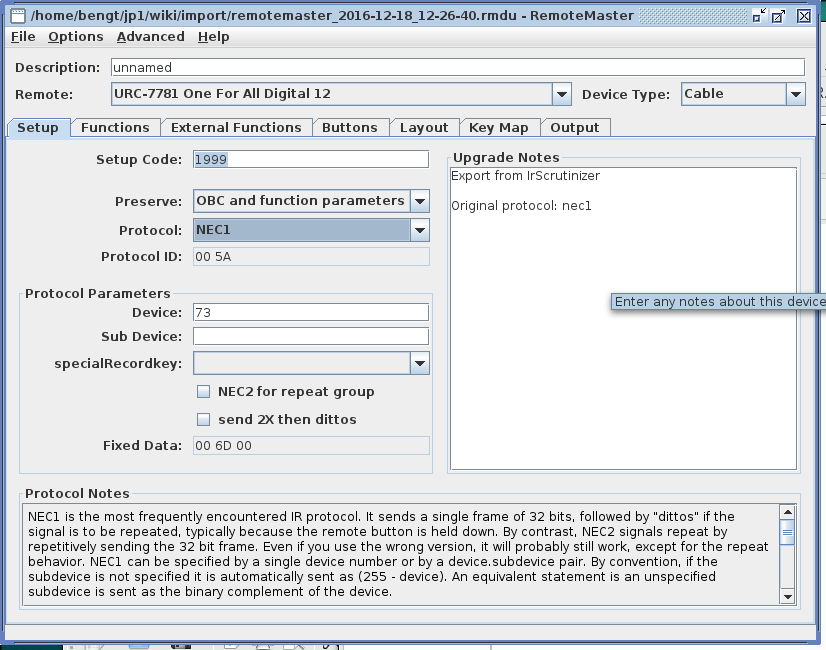 /home/bengt/jp1/wiki/import/remotemaster_2016-12-18_12-26-40.rmdu - RemoteMaster
File Options Advanced Help
Description: unnamed
Remote: URC-7781 One For All Digital 12 Device Type: Cable
Setup Functions External Functions Buttons Layout Key Map Output
Setup Code: 1999
Preserve: OBC and function parameters
Protocol: NEC1
Protocol ID: 00 5A
Protocol Parameters
Device: 73
Sub Device:
specialRecordkey:
NEC2 for repeat group
send 2X then dittos
Fixed Data: 00 6D 00
Upgrade Notes
Export from IrScrutinizer
Original protocol: nec1
Enter any notes about this device
Protocol Notes
NEC1 is the most frequently encountered IR protocol. It sends a single frame of 32 bits, followed by "dittos" if the
signal is to be repeated, typically because the remote button is held down. By contrast, NEC2 signals repeat by
repetitively sending the 32 bit frame. Even if you use the wrong version, it will probably still work, except for the repeat
behavior. NEC1 can be specified by a single device number or by a device.subdevice pair. By convention, if the
subdevice is not specified it is automatically sent as (255 - device). An equivalent statement is an unspecified
subdevice is sent as the binary complement of the device.